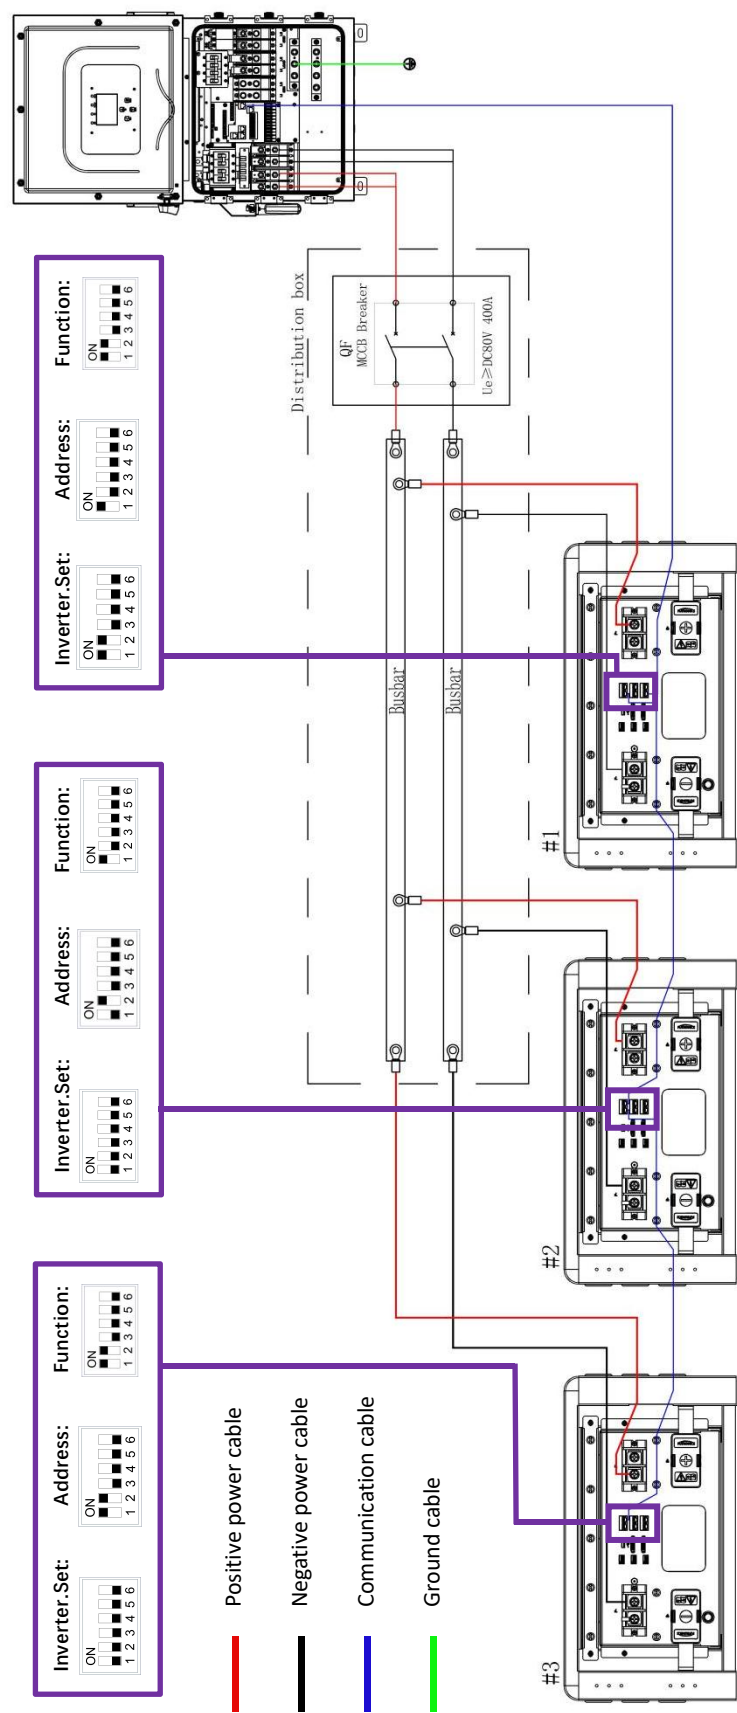 Inverter.Set: Address: Function:
ON ON ON
1 2 3 4 5 6 1 2 3 4 5 6 1 2 3 4 5 6
Inverter.Set: Address: Function:
ON ON ON
1 2 3 4 5 6 1 2 3 4 5 6 1 2 3 4 5 6
Inverter.Set: Address: Function:
ON ON ON
1 2 3 4 5 6 1 2 3 4 5 6 1 2 3 4 5 6
Positive power cable
Negative power cable
Communication cable
Ground cable
Distribution box
QF
MCCB Breaker
Ue≥DC80V 400A
Busbar
Busbar
#3
#2
#1